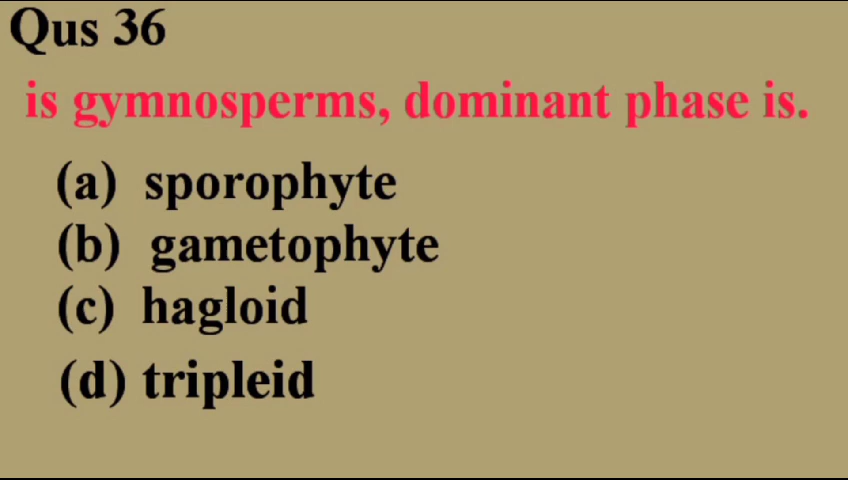 Qus 36
is gymnosperms, dominant phase is.
(a) sporophyte
(b) gametophyte
(c) hagloid
(d) tripleid